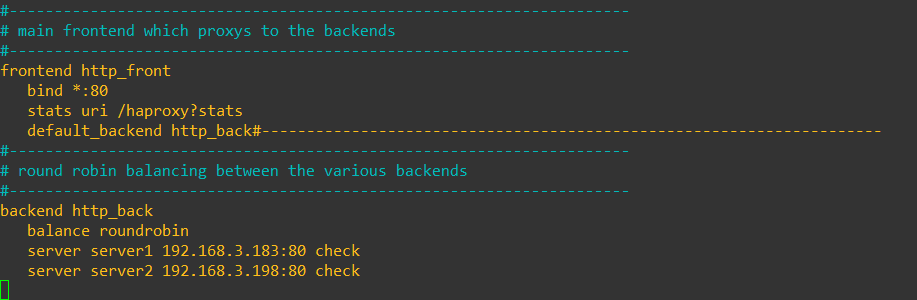 #---------------------------------------------------------------------
# main frontend which proxys to the backends
#---------------------------------------------------------------------
frontend http_front
   bind *:80
   stats uri /haproxy?stats
   default_backend http_back#---------------------------------------------------------------------
#---------------------------------------------------------------------
# round robin balancing between the various backends
#---------------------------------------------------------------------
backend http_back
   balance roundrobin
   server server1 192.168.3.183:80 check
   server server2 192.168.3.198:80 check